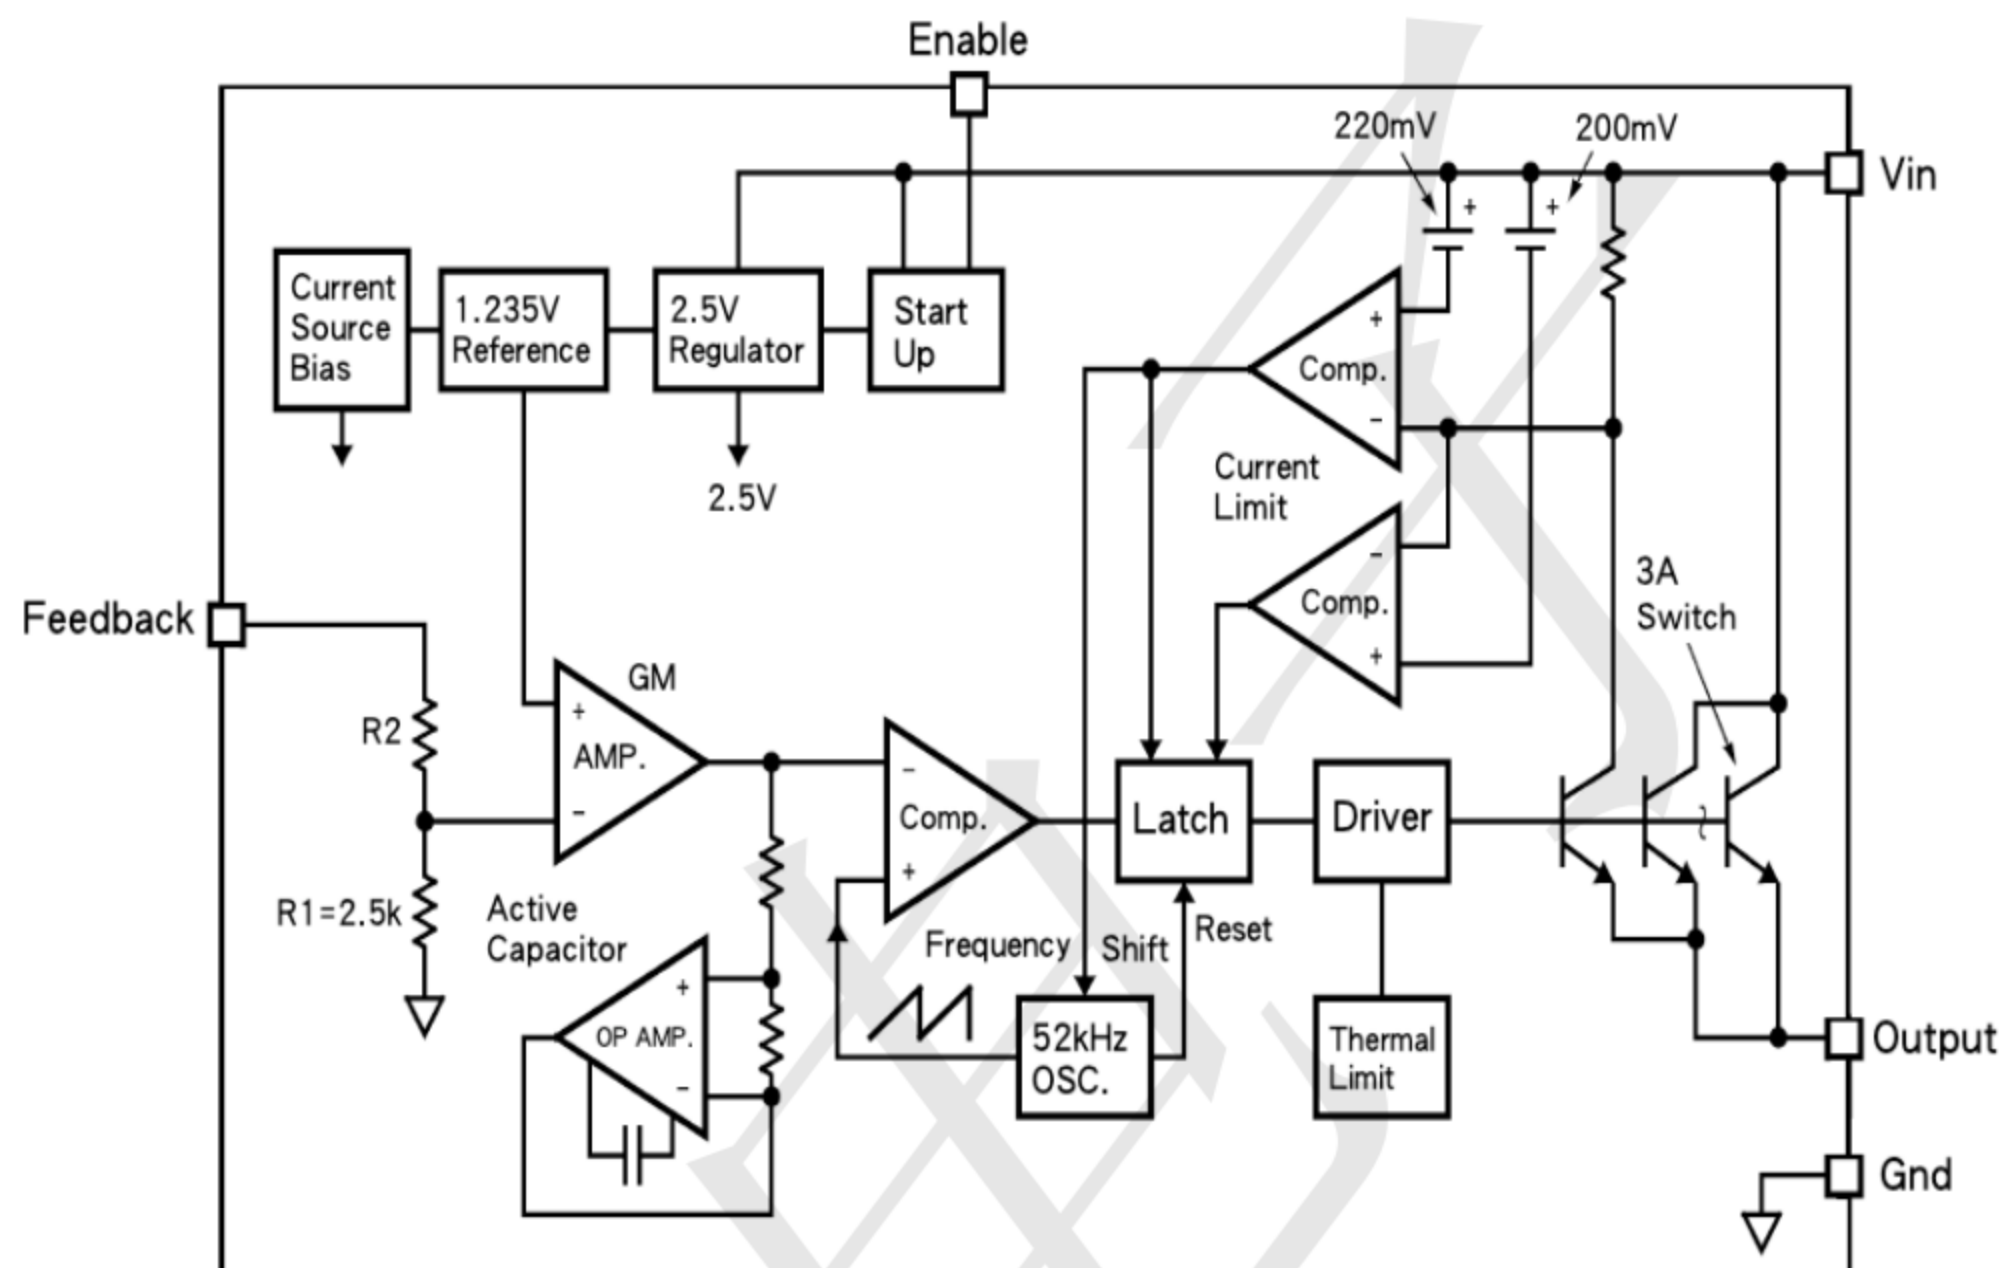 Enable
220mV
200mV
Vin
+
+
Current
Source
Bias
1.235V
Reference
2.5V
Regulator
Start
Up
+
Comp.
-
2.5V
Current
Limit
-
Comp.
+
3A
Switch
Feedback
GM
R2
+
AMP.
-
-
Comp.
+
Latch
Driver
R1=2.5k
Active
Capacitor
Frequency Shift
Reset
+
OP AMP.
-
52kHz
OSC.
Thermal
Limit
Output
Gnd